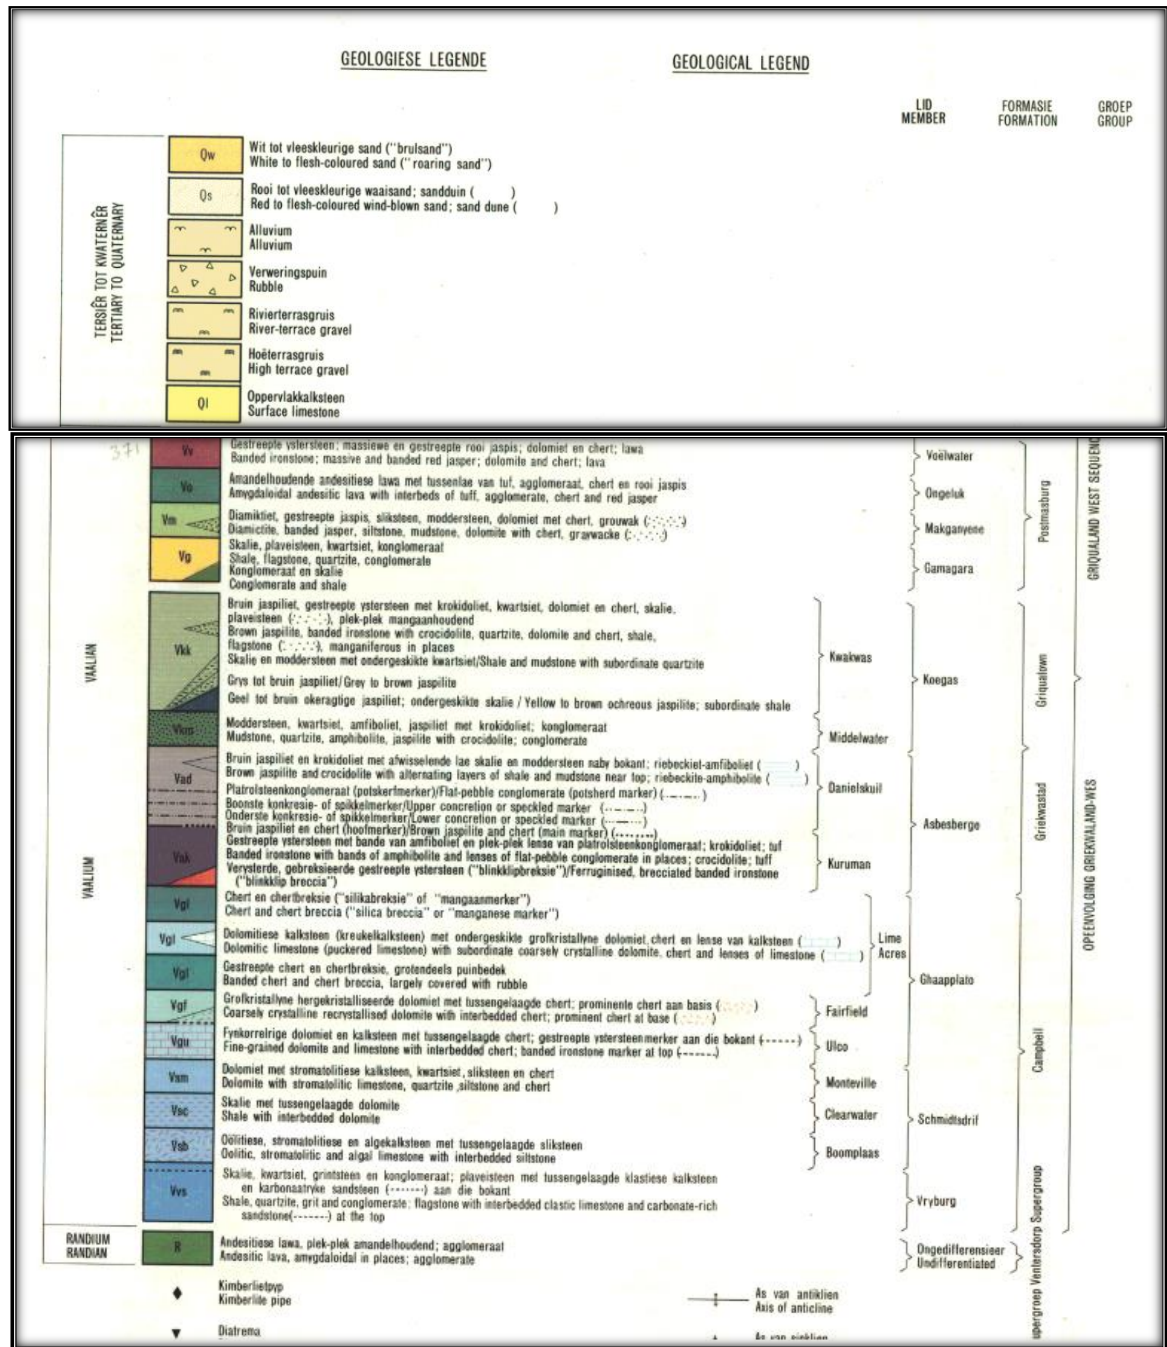 GEOLOGIESE LEGENDE
GEOLOGICAL LEGEND
LID
MEMBER
FORMASIE
FORMATION
GROEP
GROUP
TERSIÊR TOT KWATERNÊR
TERTIARY TO QUATERNARY
Qw
Wit tot vleeskleurige sand ("brulsand")
White to flesh-coloured sand ("roaring sand")
Qs
Rooi tot vleeskleurige waaisand; sandduin ( )
Red to flesh-coloured wind-blown sand; sand dune ( )
Alluvium
Alluvium
Verweringspuin
Rubble
Rivierterrasgruis
River-terrace gravel
Hoëterrasgruis
High terrace gravel
Ql
Oppervlakkalksteen
Surface limestone
371
Vv
Gestreepte ystersteen; massiewe en gestreepte rooi jaspis; dolomiet en chert; lawa
Banded ironstone; massive and banded red jasper; dolomite and chert; lava
Voëlwater
Vo
Amandelhoudende andesitiese lawa met tussenlae van tuf, agglomeraat, chert en rooi jaspis
Amygdaloidal andesitic lava with interbeds of tuff, agglomerate, chert and red jasper
Ongeluk
Vm
Diamiktiet, gestreepte jaspis, sliksteen, moddersteen, dolomiet met chert, grouwak ( )
Diamictite, banded jasper, siltstone, mudstone, dolomite with chert, graywacke ( )
Makganyene
Vg
Skalie, plaveisteen, kwartsiet, konglomeraat
Shale, flagstone, quartzite, conglomerate
Konglomeraat en skalie
Conglomerate and shale
Gamagara
Postmasburg
GRIQUALAND WEST SEQUENC
VAALIAN
VAALIUM
Vkk
Bruin jaspiliet, gestreepte ystersteen met krokidoliet, kwartsiet, dolomiet en chert, skalie,
plaveisteen ( ), plek-plek mangaanhoudend
Brown jaspilite, banded ironstone with crocidolite, quartzite, dolomite and chert, shale,
flagstone ( ), manganiferous in places
Skalie en moddersteen met ondergeskikte kwartsiet/Shale and mudstone with subordinate quartzite
Grys tot bruin jaspiliet/Grey to brown jaspilite
Geel tot bruin okeragtige jaspiliet; ondergeskikte skalie / Yellow to brown ochreous jaspilite; subordinate shale
Kwakwas
Koegas
Griquatown
Vkm
Moddersteen, kwartsiet, amfiboliet, jaspiliet met krokidoliet; konglomeraat
Mudstone, quartzite, amphibolite, jaspilite with crocidolite; conglomerate
Middelwater
Vad
Bruin jaspiliet en krokidoliet met afwisselende lae skalie en moddersteen naby bokant; riebeckiet-amfiboliet ( )
Brown jaspilite and crocidolite with alternating layers of shale and mudstone near top; riebeckite-amphibolite ( )
Platrolsteenkonglomeraat (potskerfmerker)/Flat-pebble conglomerate (potsherd marker) ( )
Boonste konkresie- of spikkelmerker/Upper concretion or speckled marker ( )
Onderste konkresie- of spikkelmerker/Lower concretion or speckled marker ( )
Bruin jaspiliet en chert (hoofmerker)/Brown jaspilite and chert (main marker) (........)
Danielskuil
Asbesberge
Griekwastad
Vak
Gestreepte ystersteen met bande van amfiboliet en plek-plek lense van platrolsteenkonglomeraat; krokidoliet; tuf
Banded ironstone with bands of amphibolite and lenses of flat-pebble conglomerate in places; crocidolite; tuff
Verysterde, gebreksieerde gestreepte ystersteen ("blinkklipbreksie")/Ferruginised, brecciated banded ironstone
("blinkklip breccia")
Kuruman
OPEENVOLGING GRIEKWALAND-WES
Vgl
Chert en chertbreksie ("silikabreksie" of "mangaanmerker")
Chert and chert breccia ("silica breccia" or "manganese marker")
Vgl
Dolomitiese kalksteen (kreukelkalksteen) met ondergeskikte grofkristallyne dolomiet, chert en lense van kalksteen ( )
Dolomitic limestone (puckered limestone) with subordinate coarsely crystalline dolomite, chert and lenses of limestone ( )
Lime
Acres
Vgl
Gestreepte chert en chertbreksie, grotendeels puinbedek
Banded chert and chert breccia, largely covered with rubble
Ghaapplato
Vgf
Grofkristallyne hergekristalliseerde dolomiet met tussengelaagde chert; prominente chert aan basis ( )
Coarsely crystalline recrystallised dolomite with interbedded chert; prominent chert at base ( )
Fairfield
Vgu
Fynkorrelrige dolomiet en kalksteen met tussengelaagde chert; gestreepte ystersteenmerker aan die bokant (------)
Fine-grained dolomite and limestone with interbedded chert; banded ironstone marker at top (------)
Ulco
Campbell
Vsm
Dolomiet met stromatolitiese kalksteen, kwartsiet, sliksteen en chert
Dolomite with stromatolitic limestone, quartzite, siltstone and chert
Monteville
Vsc
Skalie met tussengelaagde dolomiet
Shale with interbedded dolomite
Clearwater
Schmidtsdrif
Vsb
Oölitiese, stromatolitiese en algekalksteen met tussengelaagde sliksteen
Oolitic, stromatolitic and algal limestone with interbedded siltstone
Boomplaas
Vvs
Skalie, kwartsiet, grintsteen en konglomeraat; plaveisteen met tussengelaagde klastiese kalksteen
en karbonaatryke sandsteen (-------) aan die bokant
Shale, quartzite, grit and conglomerate; flagstone with interbedded clastic limestone and carbonate-rich
sandstone(-------) at the top
Vryburg
RANDIUM
RANDIAN
R
Andesitiese lawa, plek-plek amandelhoudend; agglomeraat
Andesitic lava, amygdaloidal in places; agglomerate
Ongedifferensieer
Undifferentiated
upergroep Ventersdorp Supergroup
Kimberlietpyp
Kimberlite pipe
As van antiklien
Axis of anticline
Diatrema
As van sinklien